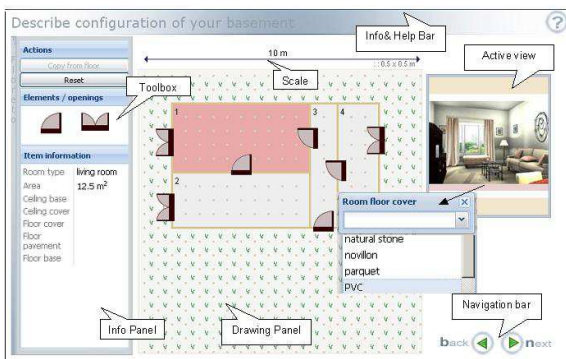 Describe configuration of your basement
Info& Help Bar
?
Actions
Copy from floor
Reset
Elements / openings
Toolbox
10 m
Scale
0.5 x 0.5 m
Active view
Item information
Room type living room
Area 12.5 m²
Ceiling base
Ceiling cover
Floor cover
Floor pavement
Floor base
1
3
4
2
Room floor cover
natural stone
novillon
parquet
PVC
Info Panel
Drawing Panel
Navigation bar
back
next